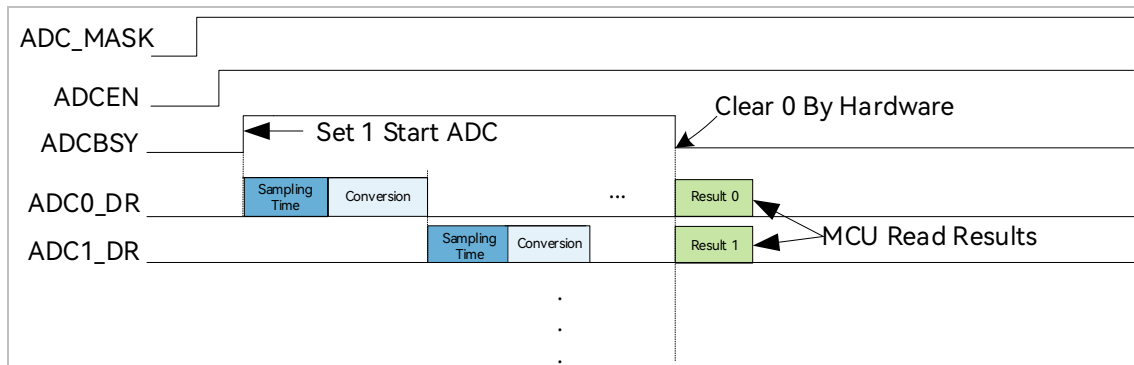 ADC_MASK
ADCEN
Clear 0 By Hardware
ADCBSY
Set 1 Start ADC
ADC0_DR
Sampling
Time
Conversion
...
Result 0
ADC1_DR
Sampling
Time
Conversion
Result 1
MCU Read Results
.
.
.